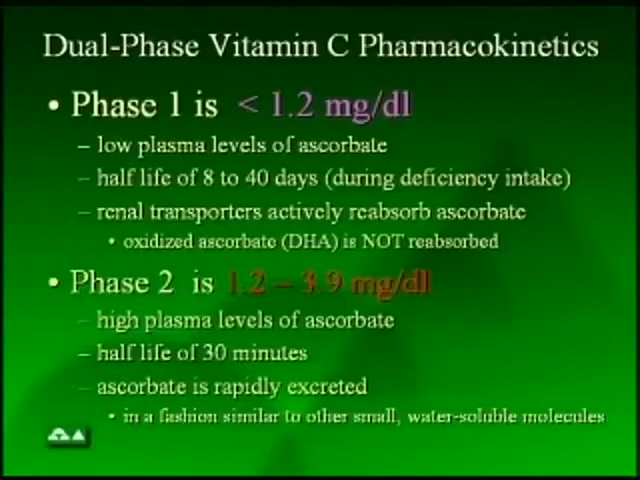 Dual-Phase Vitamin C Pharmacokinetics
• Phase 1 is < 1.2 mg/dl
– low plasma levels of ascorbate
– half life of 8 to 40 days (during deficiency intake)
– renal transporters actively reabsorb ascorbate
• oxidized ascorbate (DHA) is NOT reabsorbed
• Phase 2 is 1.2 – 3.9 mg/dl
– high plasma levels of ascorbate
– half life of 30 minutes
– ascorbate is rapidly excreted
• in a fashion similar to other small, water-soluble molecules